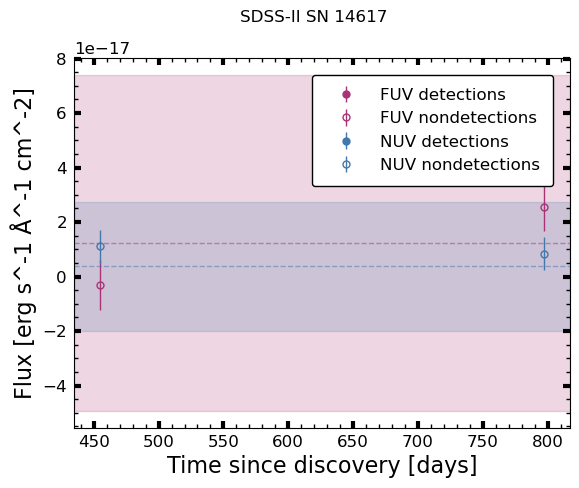 SDSS-II SN 14617
1e−17
8
6
4
2
0
−2
−4
Flux [erg s^-1 Å^-1 cm^-2]
FUV detections
FUV nondetections
NUV detections
NUV nondetections
450 500 550 600 650 700 750 800
Time since discovery [days]